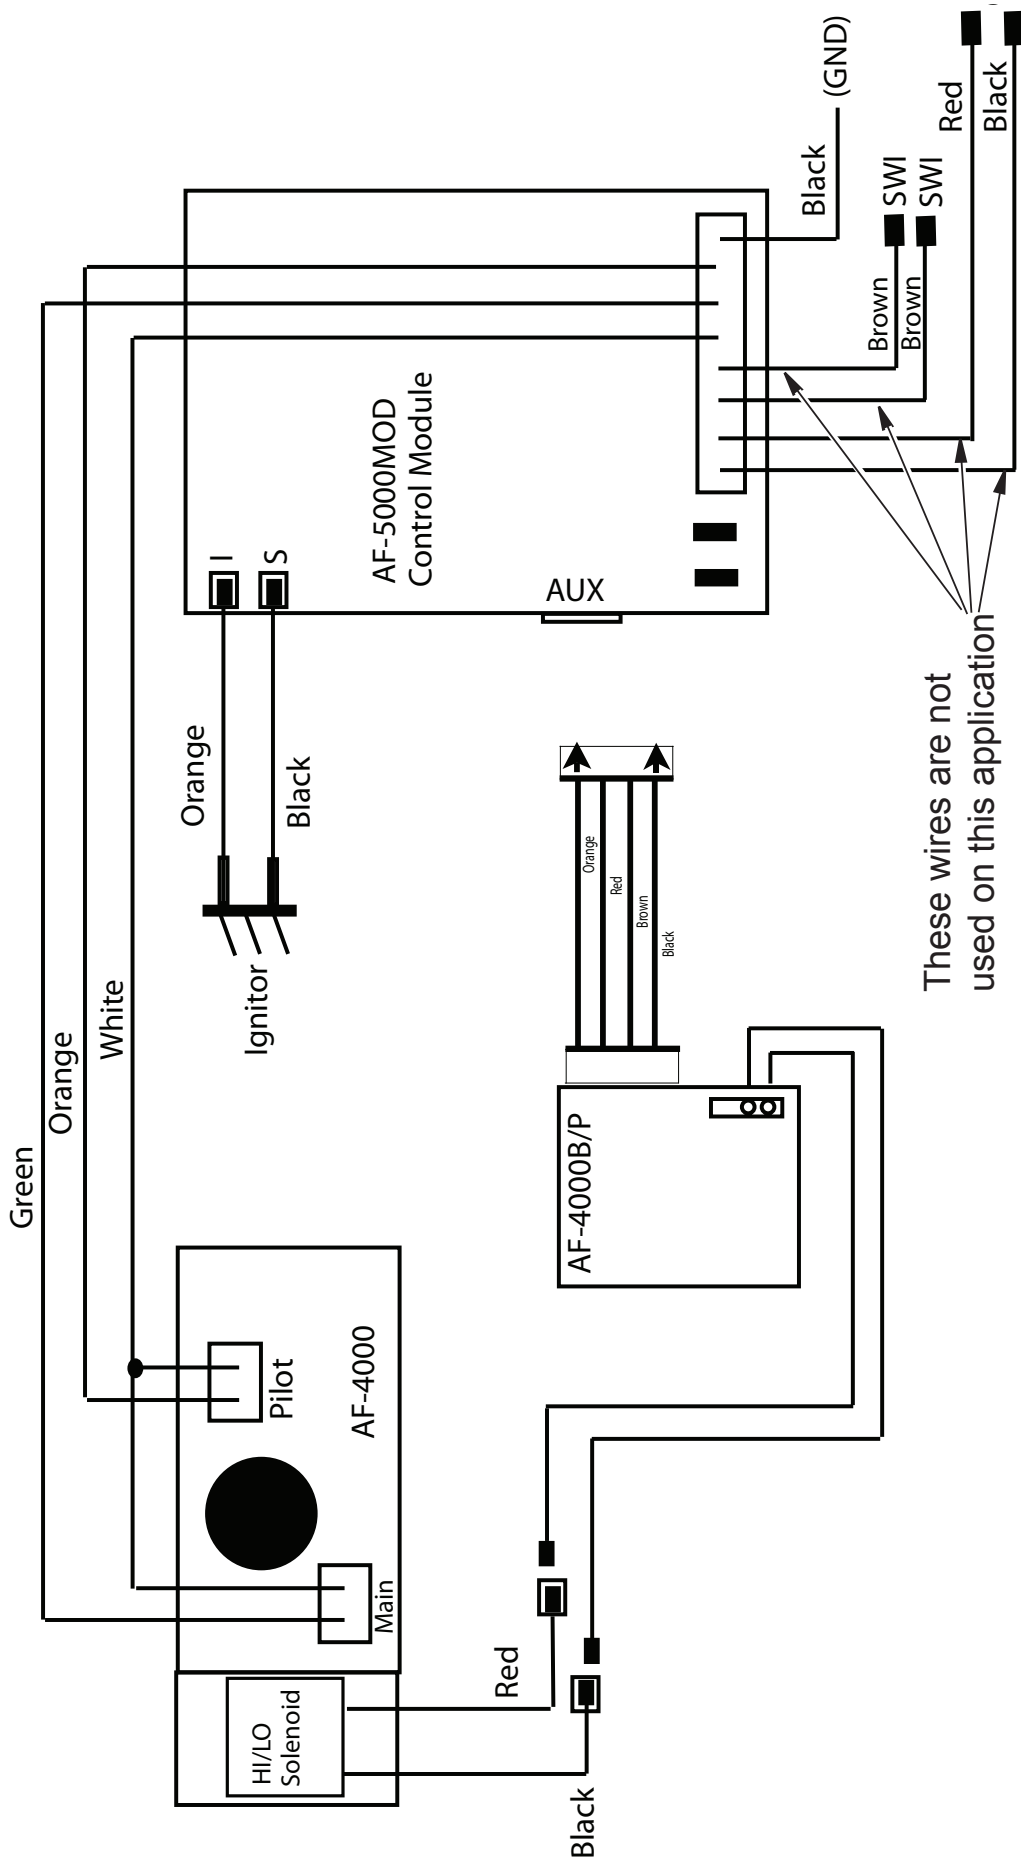 Green
Orange
White
Orange
I
Black
S
Ignitor
AF-5000MOD
Control Module
AUX
Black
(GND)
Brown
SWI
Brown
SWI
Red
Black
These wires are not
used on this application
Pilot
AF-4000
Main
HI/LO
Solenoid
Red
Black
AF-4000B/P
Orange
Red
Brown
Black